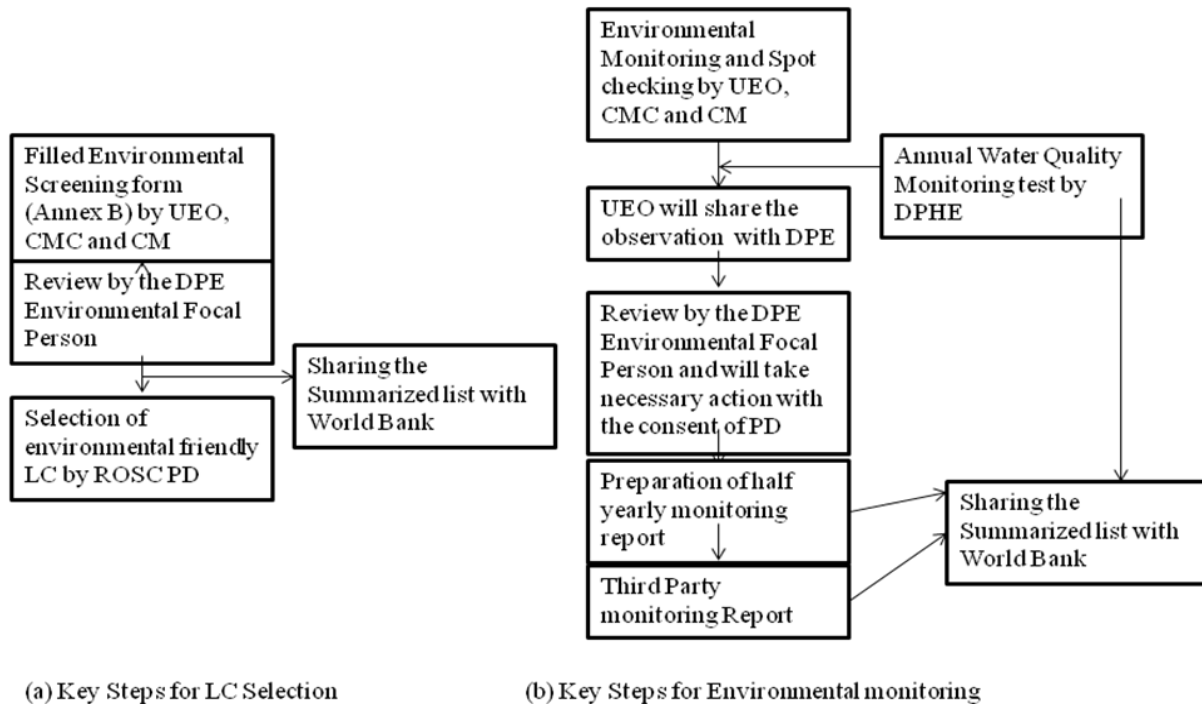 Filled Environmental
Screening form
(Annex B) by UEO,
CMC and CM
Review by the DPE
Environmental Focal
Person
Sharing the
Summarized list with
World Bank
Selection of
environmental friendly
LC by ROSC PD
(a) Key Steps for LC Selection
Environmental
Monitoring and Spot
checking by UEO,
CMC and CM
Annual Water Quality
Monitoring test by
DPHE
UEO will share the
observation with DPE
Review by the DPE
Environmental Focal
Person and will take
necessary action with
the consent of PD
Preparation of half
yearly monitoring
report
Sharing the
Summarized list with
World Bank
Third Party
monitoring Report
(b) Key Steps for Environmental monitoring